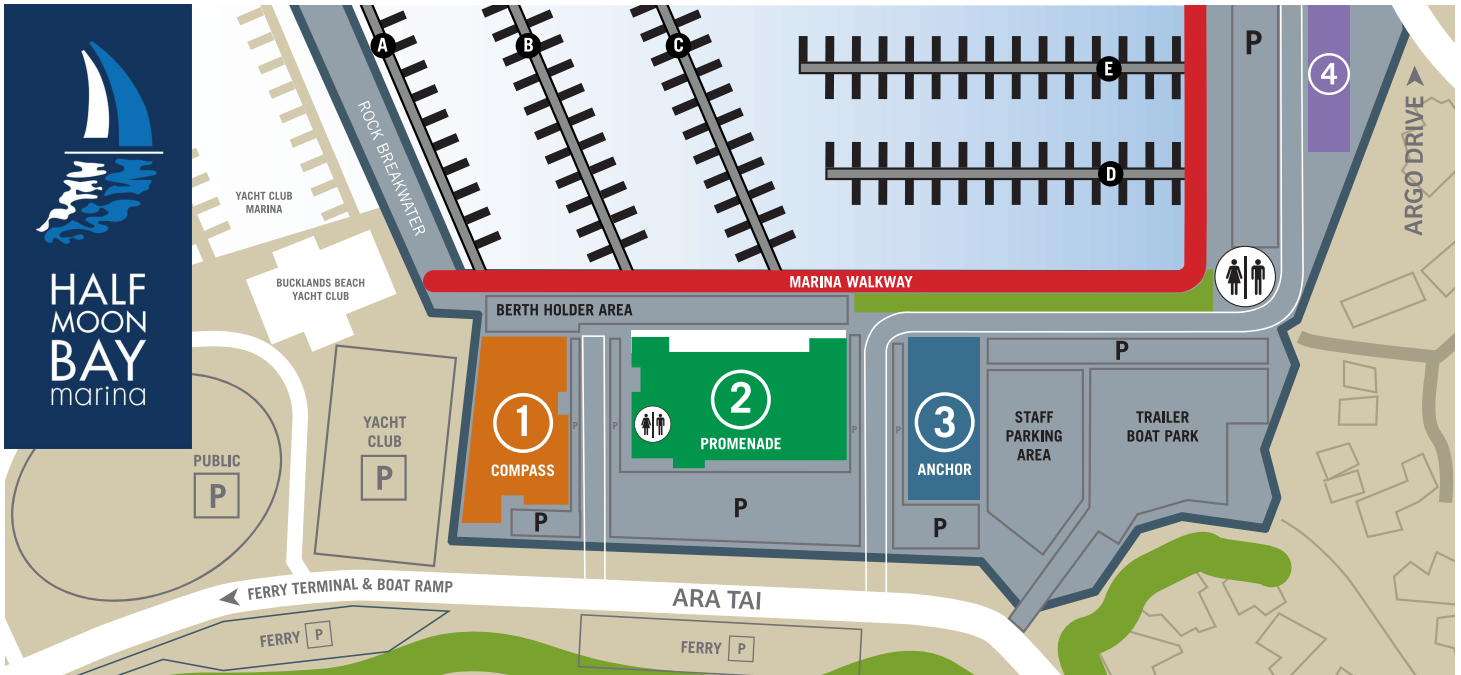 HALF
MOON
BAY
marina
A
B
C
E
D
P
4
ARGO DRIVE
ROCK BREAKWATER
YACHT CLUB
MARINA
BUCKLANDS BEACH
YACHT CLUB
MARINA WALKWAY
BERTH HOLDER AREA
1
COMPASS
P
P
P
2
PROMENADE
P
P
P
P
3
ANCHOR
P
P
STAFF
PARKING
AREA
TRAILER
BOAT PARK
YACHT
CLUB
P
PUBLIC
P
FERRY TERMINAL & BOAT RAMP
ARA TAI
FERRY P
FERRY P